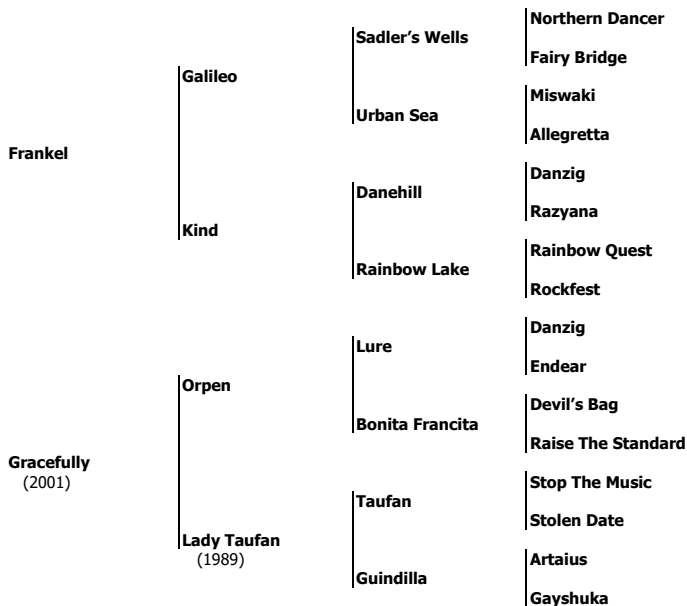 Northern Dancer
Sadler's Wells
Fairy Bridge
Galileo
Miswaki
Urban Sea
Allegretta
Frankel
Danzig
Danehill
Razyana
Kind
Rainbow Quest
Rainbow Lake
Rockfest
Danzig
Lure
Endear
Orpen
Devil's Bag
Bonita Francita
Raise The Standard
Gracefully
(2001)
Stop The Music
Taufan
Stolen Date
Lady Taufan
(1989)
Artaius
Guindilla
Gayshuka